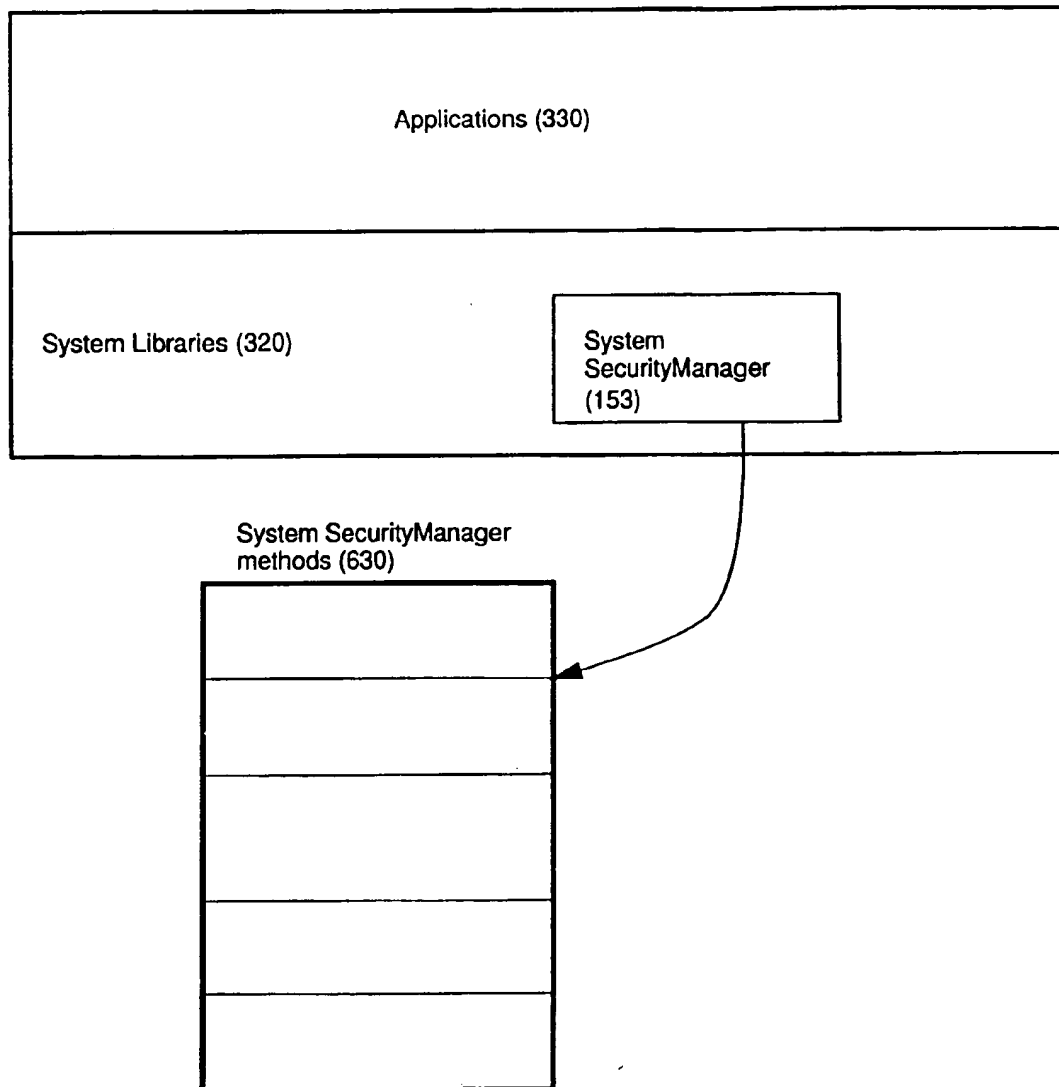 Applications (330)
System Libraries (320)
System
SecurityManager
(153)
System SecurityManager
methods (630)